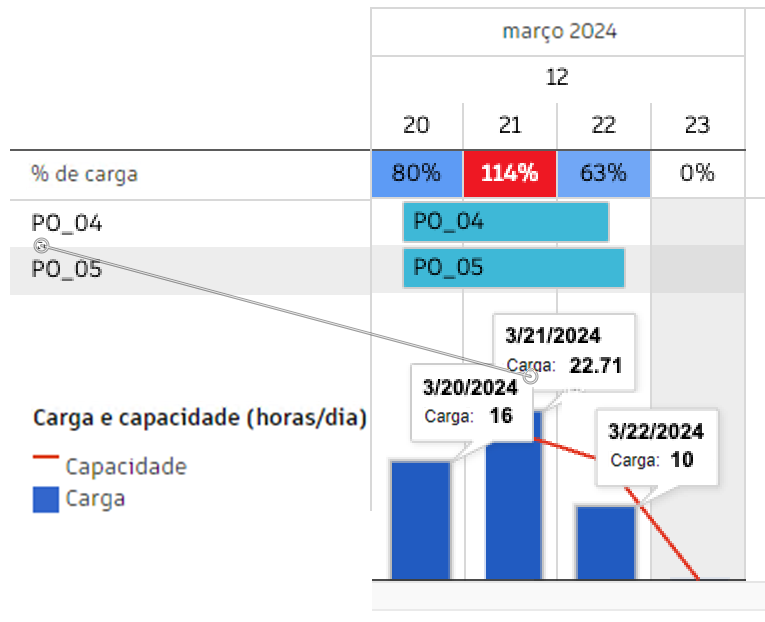 março 2024
12
20 21 22 23
% de carga 80% 114% 63% 0%
PO_04 PO_04
PO_05 PO_05
3/21/2024
Carga: 22.71
3/20/2024
Carga: 16
3/22/2024
Carga: 10
Carga e capacidade (horas/dia)
Capacidade
Carga